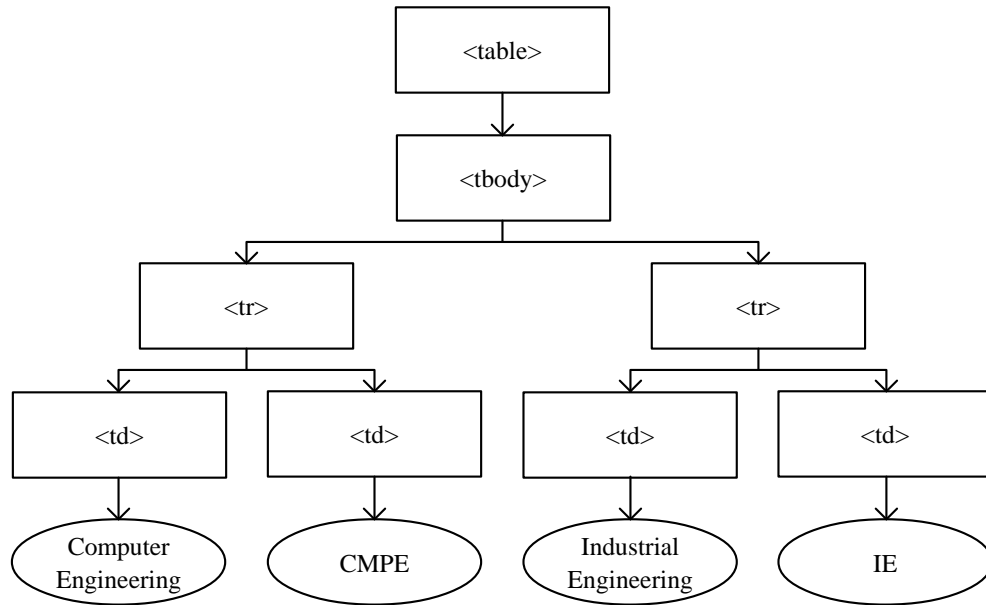 <table>
<tbody>
<tr>
<tr>
<td>
<td>
<td>
<td>
Computer
Engineering
CMPE
Industrial
Engineering
IE